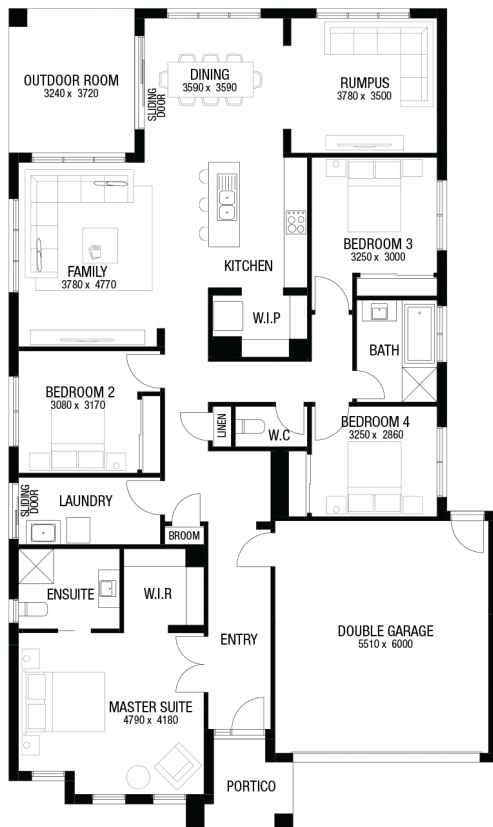 OUTDOOR ROOM
3240 x 3720
SLIDING
DOOR
DINING
3590 x 3590
RUMPUS
3780 x 3500
FAMILY
3780 x 4770
KITCHEN
BEDROOM 3
3250 x 3000
W.I.P
BATH
BEDROOM 2
3080 x 3170
LINEN
W.C
BEDROOM 4
3250 x 2860
SLIDING
DOOR
LAUNDRY
BROOM
ENSUITE
W.I.R
ENTRY
DOUBLE GARAGE
5510 x 6000
MASTER SUITE
4790 x 4180
PORTICO